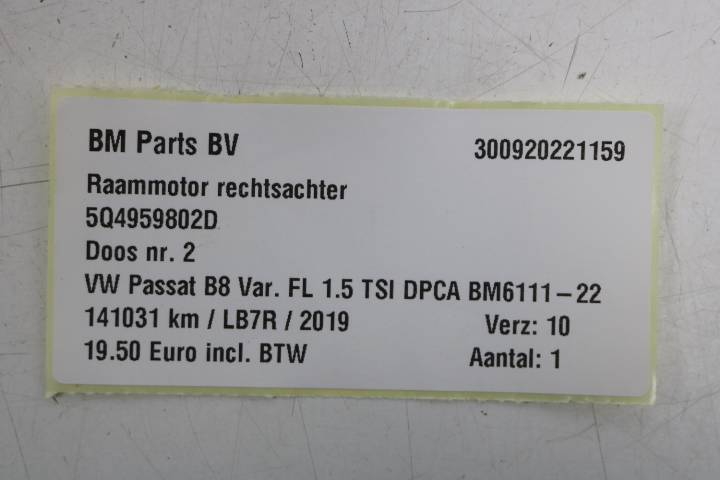 BM Parts BV 300920221159
Raammotor rechtsachter
5Q4959802D
Doos nr. 2
VW Passat B8 Var. FL 1.5 TSI DPCA BM6111-22
141031 km / LB7R / 2019 Verz: 10
19.50 Euro incl. BTW Aantal: 1